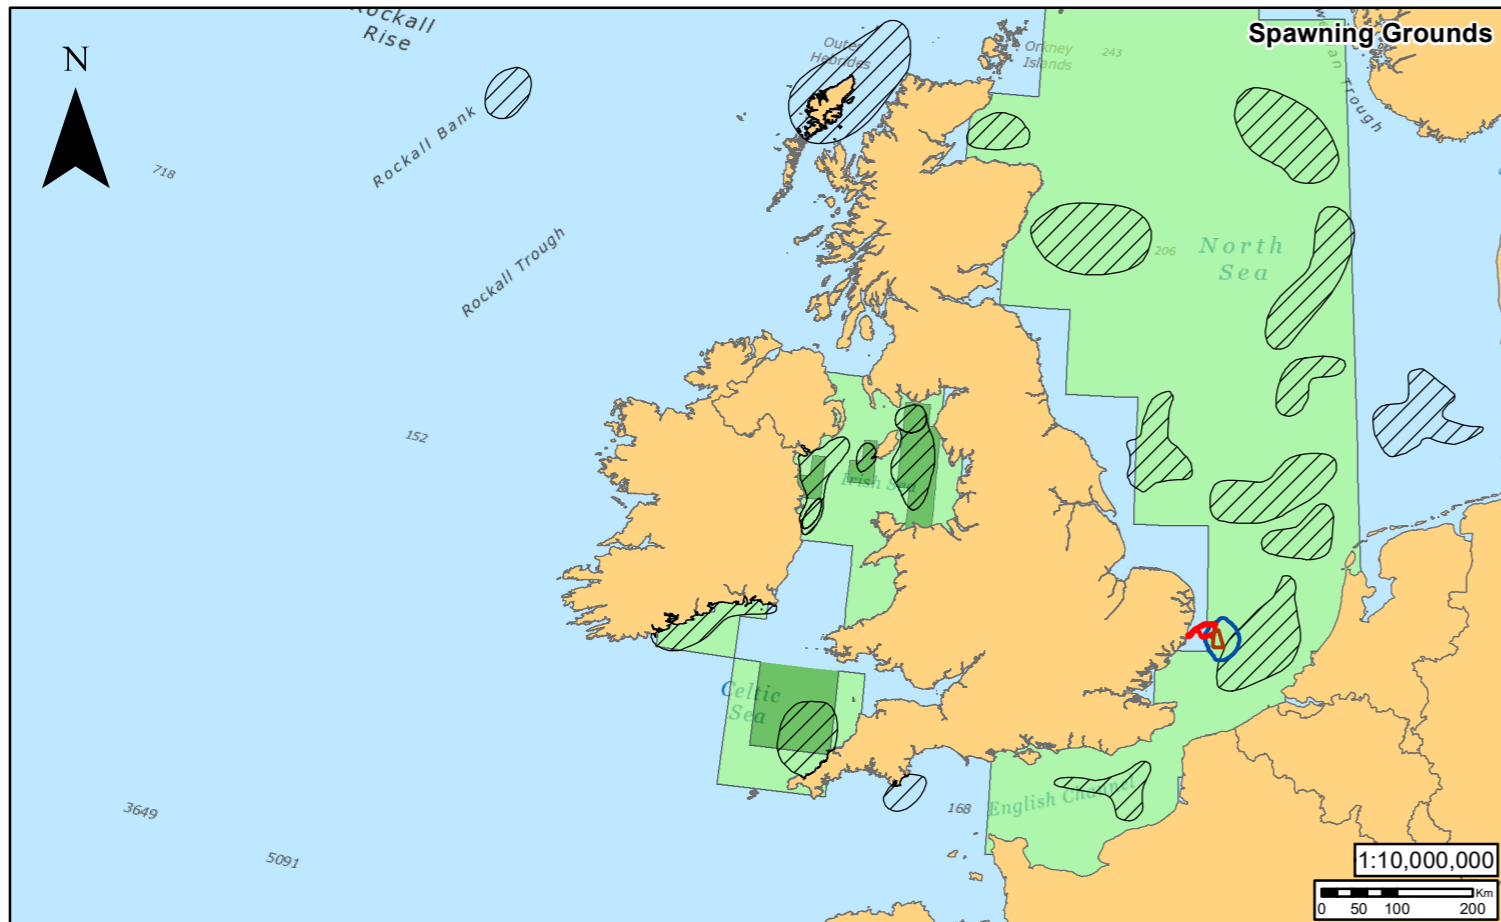 Rockall
Rise
Spawning Grounds
N
Outer
Hebrides
Orkney
Islands
243
Trough
Rockall Bank
718
Rockall Trough
206
North
Sea
152
Irish Sea
Celtic
Sea
3649
5091
168
English Channel
1:10,000,000
Km
0 50 100 200